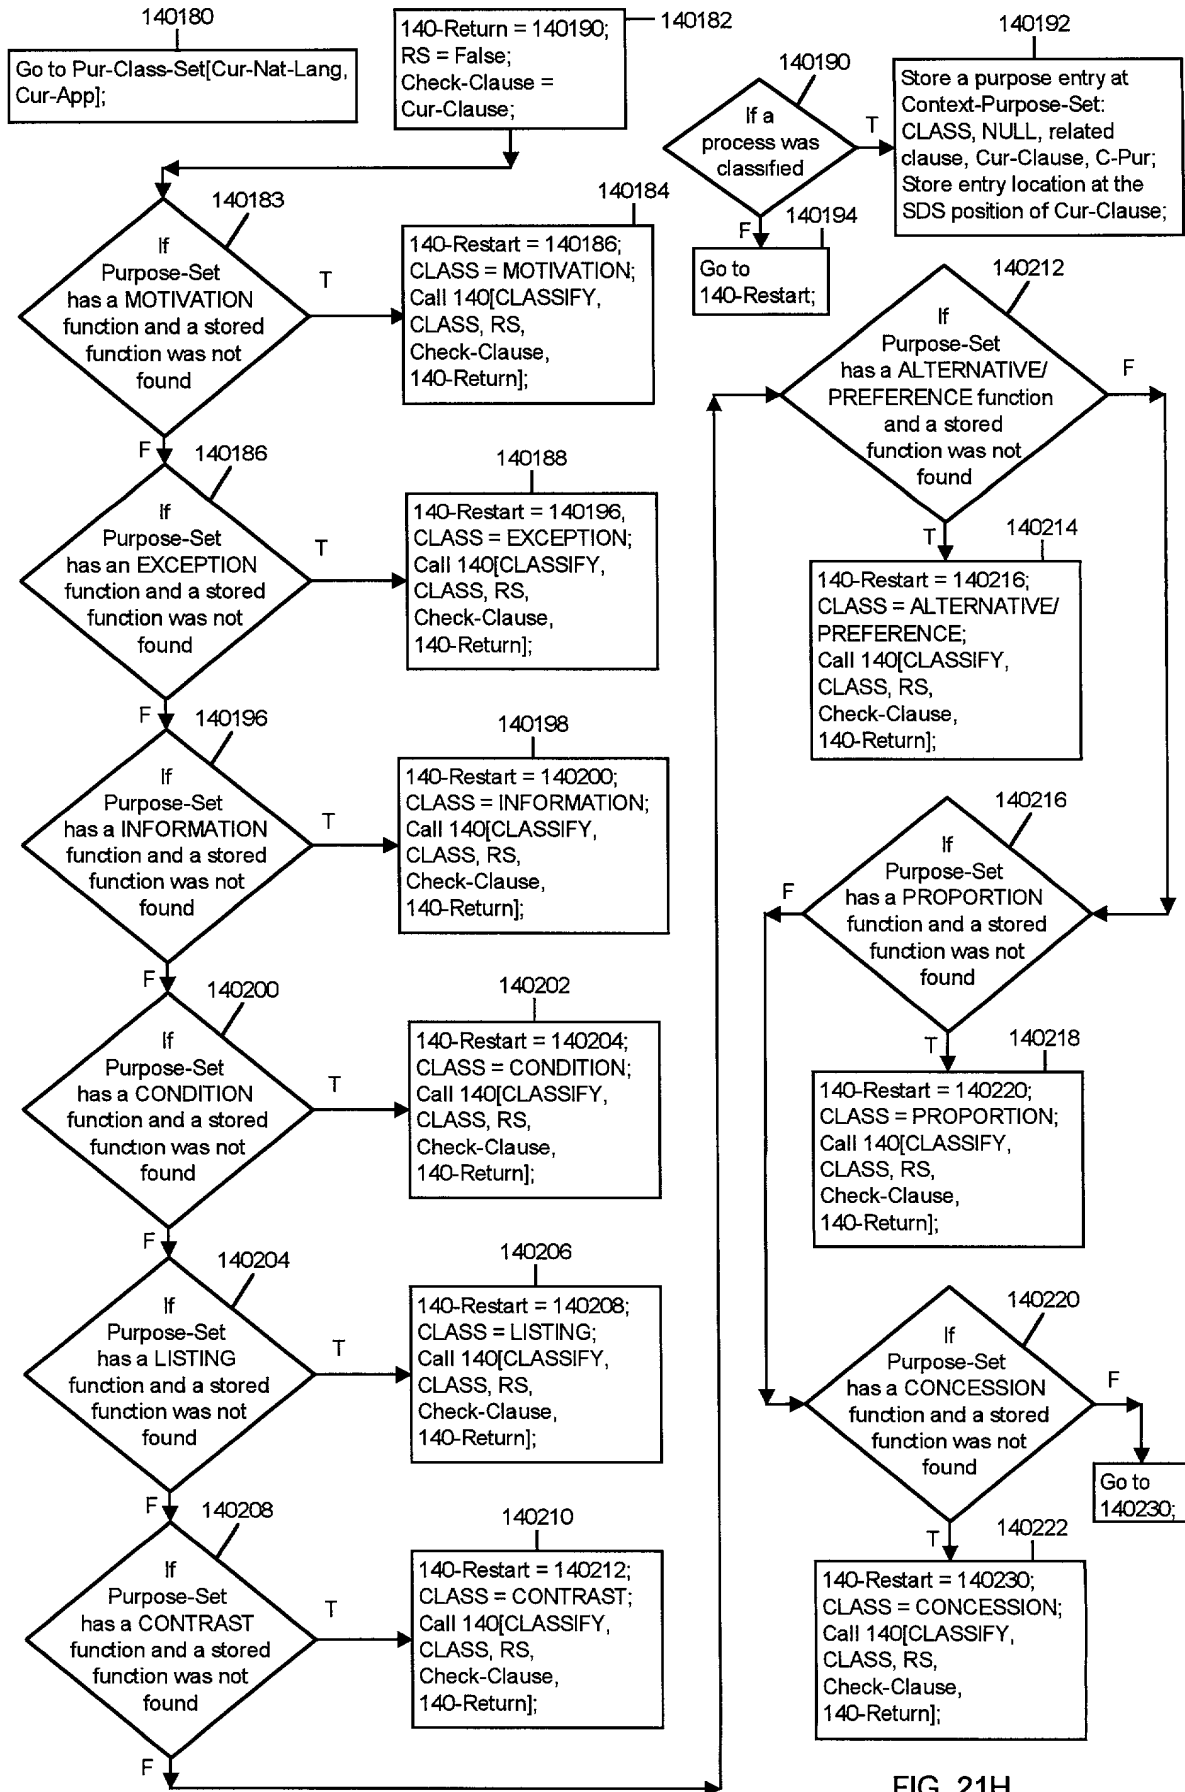 140180
Go to Pur-Class-Set[Cur-Nat-Lang,
Cur-App];
140182
140-Return = 140190;
RS = False;
Check-Clause =
Cur-Clause;
140183
If
Purpose-Set
has a MOTIVATION
function and a stored
function was not
found
T
F
140184
140-Restart = 140186;
CLASS = MOTIVATION;
Call 140[CLASSIFY,
CLASS, RS,
Check-Clause,
140-Return];
140186
If
Purpose-Set
has an EXCEPTION
function and a stored
function was not
found
T
F
140188
140-Restart = 140196,
CLASS = EXCEPTION;
Call 140[CLASSIFY,
CLASS, RS,
Check-Clause,
140-Return];
140196
If
Purpose-Set
has a INFORMATION
function and a stored
function was not
found
T
F
140198
140-Restart = 140200;
CLASS = INFORMATION;
Call 140[CLASSIFY,
CLASS, RS,
Check-Clause,
140-Return];
140200
If
Purpose-Set
has a CONDITION
function and a stored
function was not
found
T
F
140202
140-Restart = 140204;
CLASS = CONDITION;
Call 140[CLASSIFY,
CLASS, RS,
Check-Clause,
140-Return];
140204
If
Purpose-Set
has a LISTING
function and a stored
function was not
found
T
F
140206
140-Restart = 140208;
CLASS = LISTING;
Call 140[CLASSIFY,
CLASS, RS,
Check-Clause,
140-Return];
140208
If
Purpose-Set
has a CONTRAST
function and a stored
function was not
found
T
F
140210
140-Restart = 140212;
CLASS = CONTRAST;
Call 140[CLASSIFY,
CLASS, RS,
Check-Clause,
140-Return];
140190
If a
process was
classified
T
F
140192
Store a purpose entry at
Context-Purpose-Set:
CLASS, NULL, related
clause, Cur-Clause, C-Pur;
Store entry location at the
SDS position of Cur-Clause;
140194
Go to
140-Restart;
140212
If
Purpose-Set
has a ALTERNATIVE/
PREFERENCE function
and a stored
function was not
found
F
T
140214
140-Restart = 140216;
CLASS = ALTERNATIVE/
PREFERENCE;
Call 140[CLASSIFY,
CLASS, RS,
Check-Clause,
140-Return];
140216
If
Purpose-Set
has a PROPORTION
function and a stored
function was not
found
F
T
140218
140-Restart = 140220;
CLASS = PROPORTION;
Call 140[CLASSIFY,
CLASS, RS,
Check-Clause,
140-Return];
140220
If
Purpose-Set
has a CONCESSION
function and a stored
function was not
found
F
Go to
140230;
T
140222
140-Restart = 140230;
CLASS = CONCESSION;
Call 140[CLASSIFY,
CLASS, RS,
Check-Clause,
140-Return];
FIG. 21H